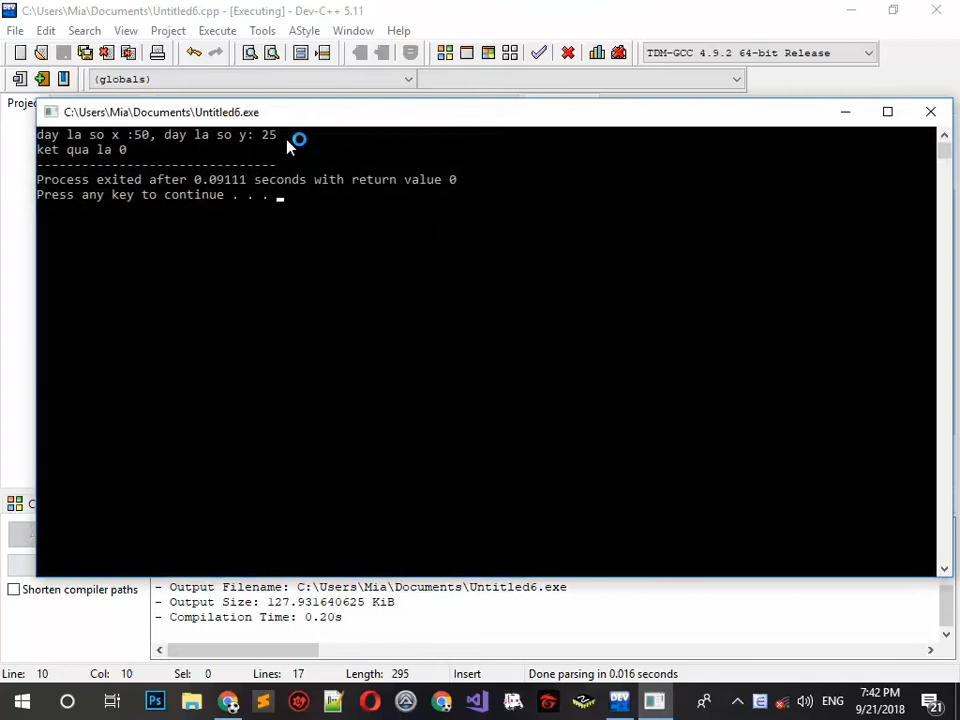 C:\Users\Mia\Documents\Untitled6.cpp - [Executing] - Dev-C++ 5.11
File Edit Search View Project Execute Tools AStyle Window Help
TDM-GCC 4.9.2 64-bit Release
(globals)
Proje
C:\Users\Mia\Documents\Untitled6.exe
day la so x :50, day la so y: 25
ket qua la 0
--------------------------------
Process exited after 0.09111 seconds with return value 0
Press any key to continue . . .
C
Shorten compiler paths
- Output Filename: C:\Users\Mia\Documents\Untitled6.exe
- Output Size: 127.931640625 KiB
- Compilation Time: 0.20s
Line: 10 Col: 10 Sel: 0 Lines: 17 Length: 295 Insert Done parsing in 0.016 seconds
Ps
DEV
ENG
7:42 PM
9/21/2018
21